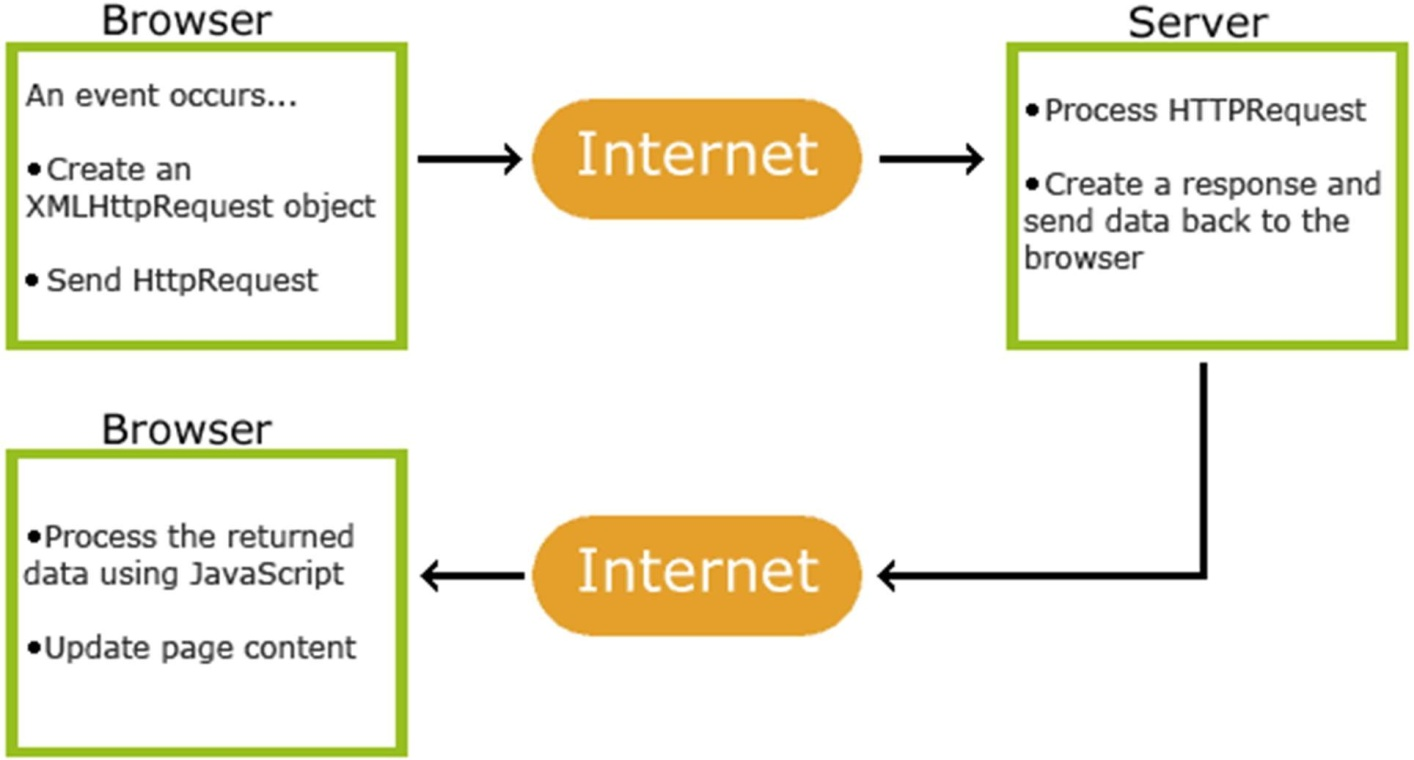 Browser
An event occurs...
●Create an
XMLHttpRequest object
● Send HttpRequest
Internet
Server
●Process HTTPRequest
●Create a response and
send data back to the
browser
Browser
●Process the returned
data using JavaScript
●Update page content
Internet